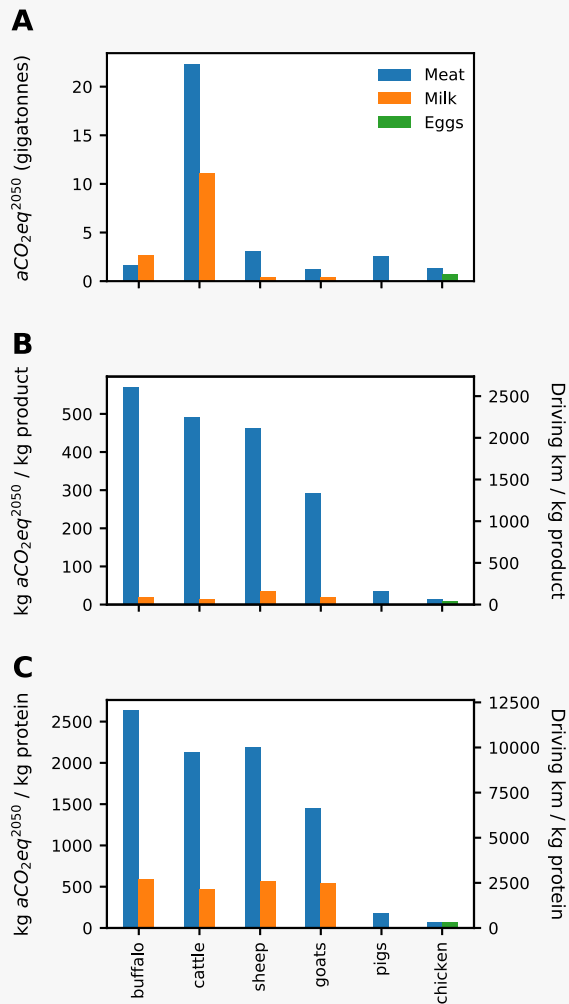 A
aCO₂eq²⁰⁵⁰ (gigatonnes)
20
15
10
5
0
Meat
Milk
Eggs
B
kg aCO₂eq²⁰⁵⁰ / kg product
500
400
300
200
100
0
2500
2000
1500
1000
500
0
Driving km / kg product
C
kg aCO₂eq²⁰⁵⁰ / kg protein
2500
2000
1500
1000
500
0
12500
10000
7500
5000
2500
0
Driving km / kg protein
buffalo
cattle
sheep
goats
pigs
chicken